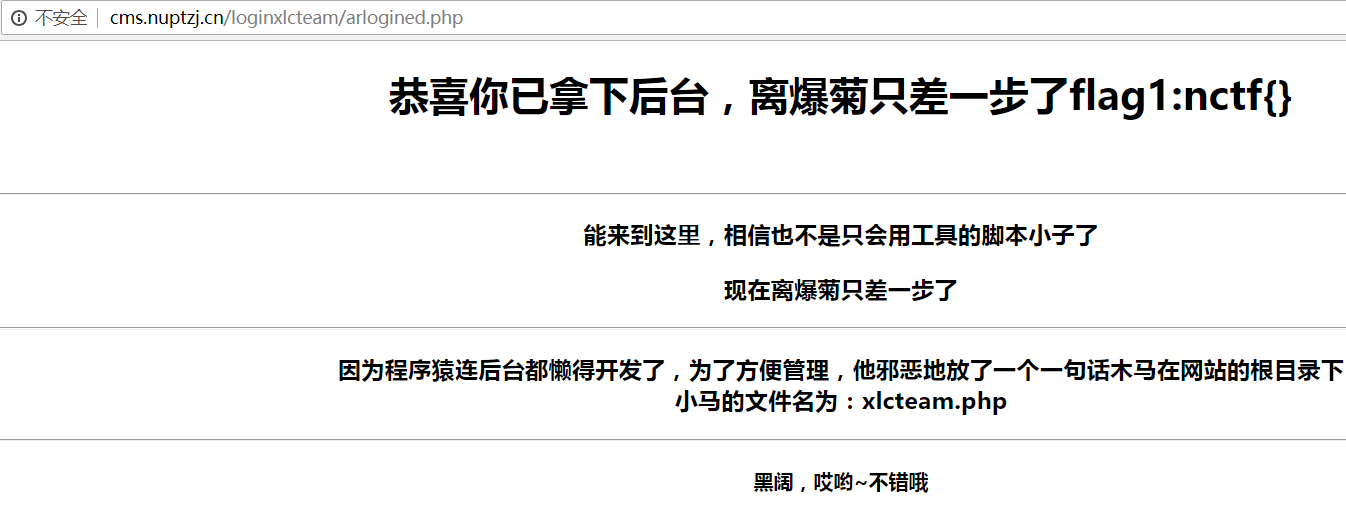 不安全 cms.nuptzj.cn/loginxlcteam/arlogined.php
恭喜你已拿下后台，离爆菊只差一步了flag1:nctf{}
能来到这里，相信也不是只会用工具的脚本小子了
现在离爆菊只差一步了
因为程序猿连后台都懒得开发了，为了方便管理，他邪恶地放了一个一句话木马在网站的根目录下
小马的文件名为：xlcteam.php
黑阔，哎哟~不错哦